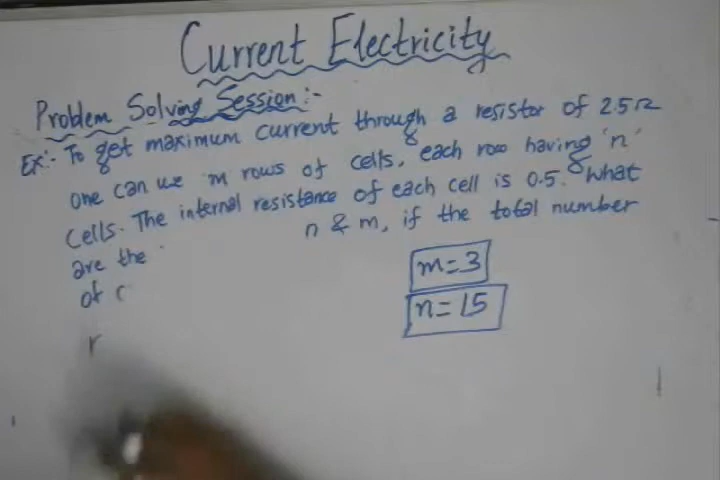 Current Electricity
Problem Solving Session:-
Ex:- To get maximum current through a resistor of 2.5Ω
one can use m rows of cells, each row having 'n'
cells. The internal resistance of each cell is 0.5. What
are the n & m, if the total number
of
m=3
n=15
r